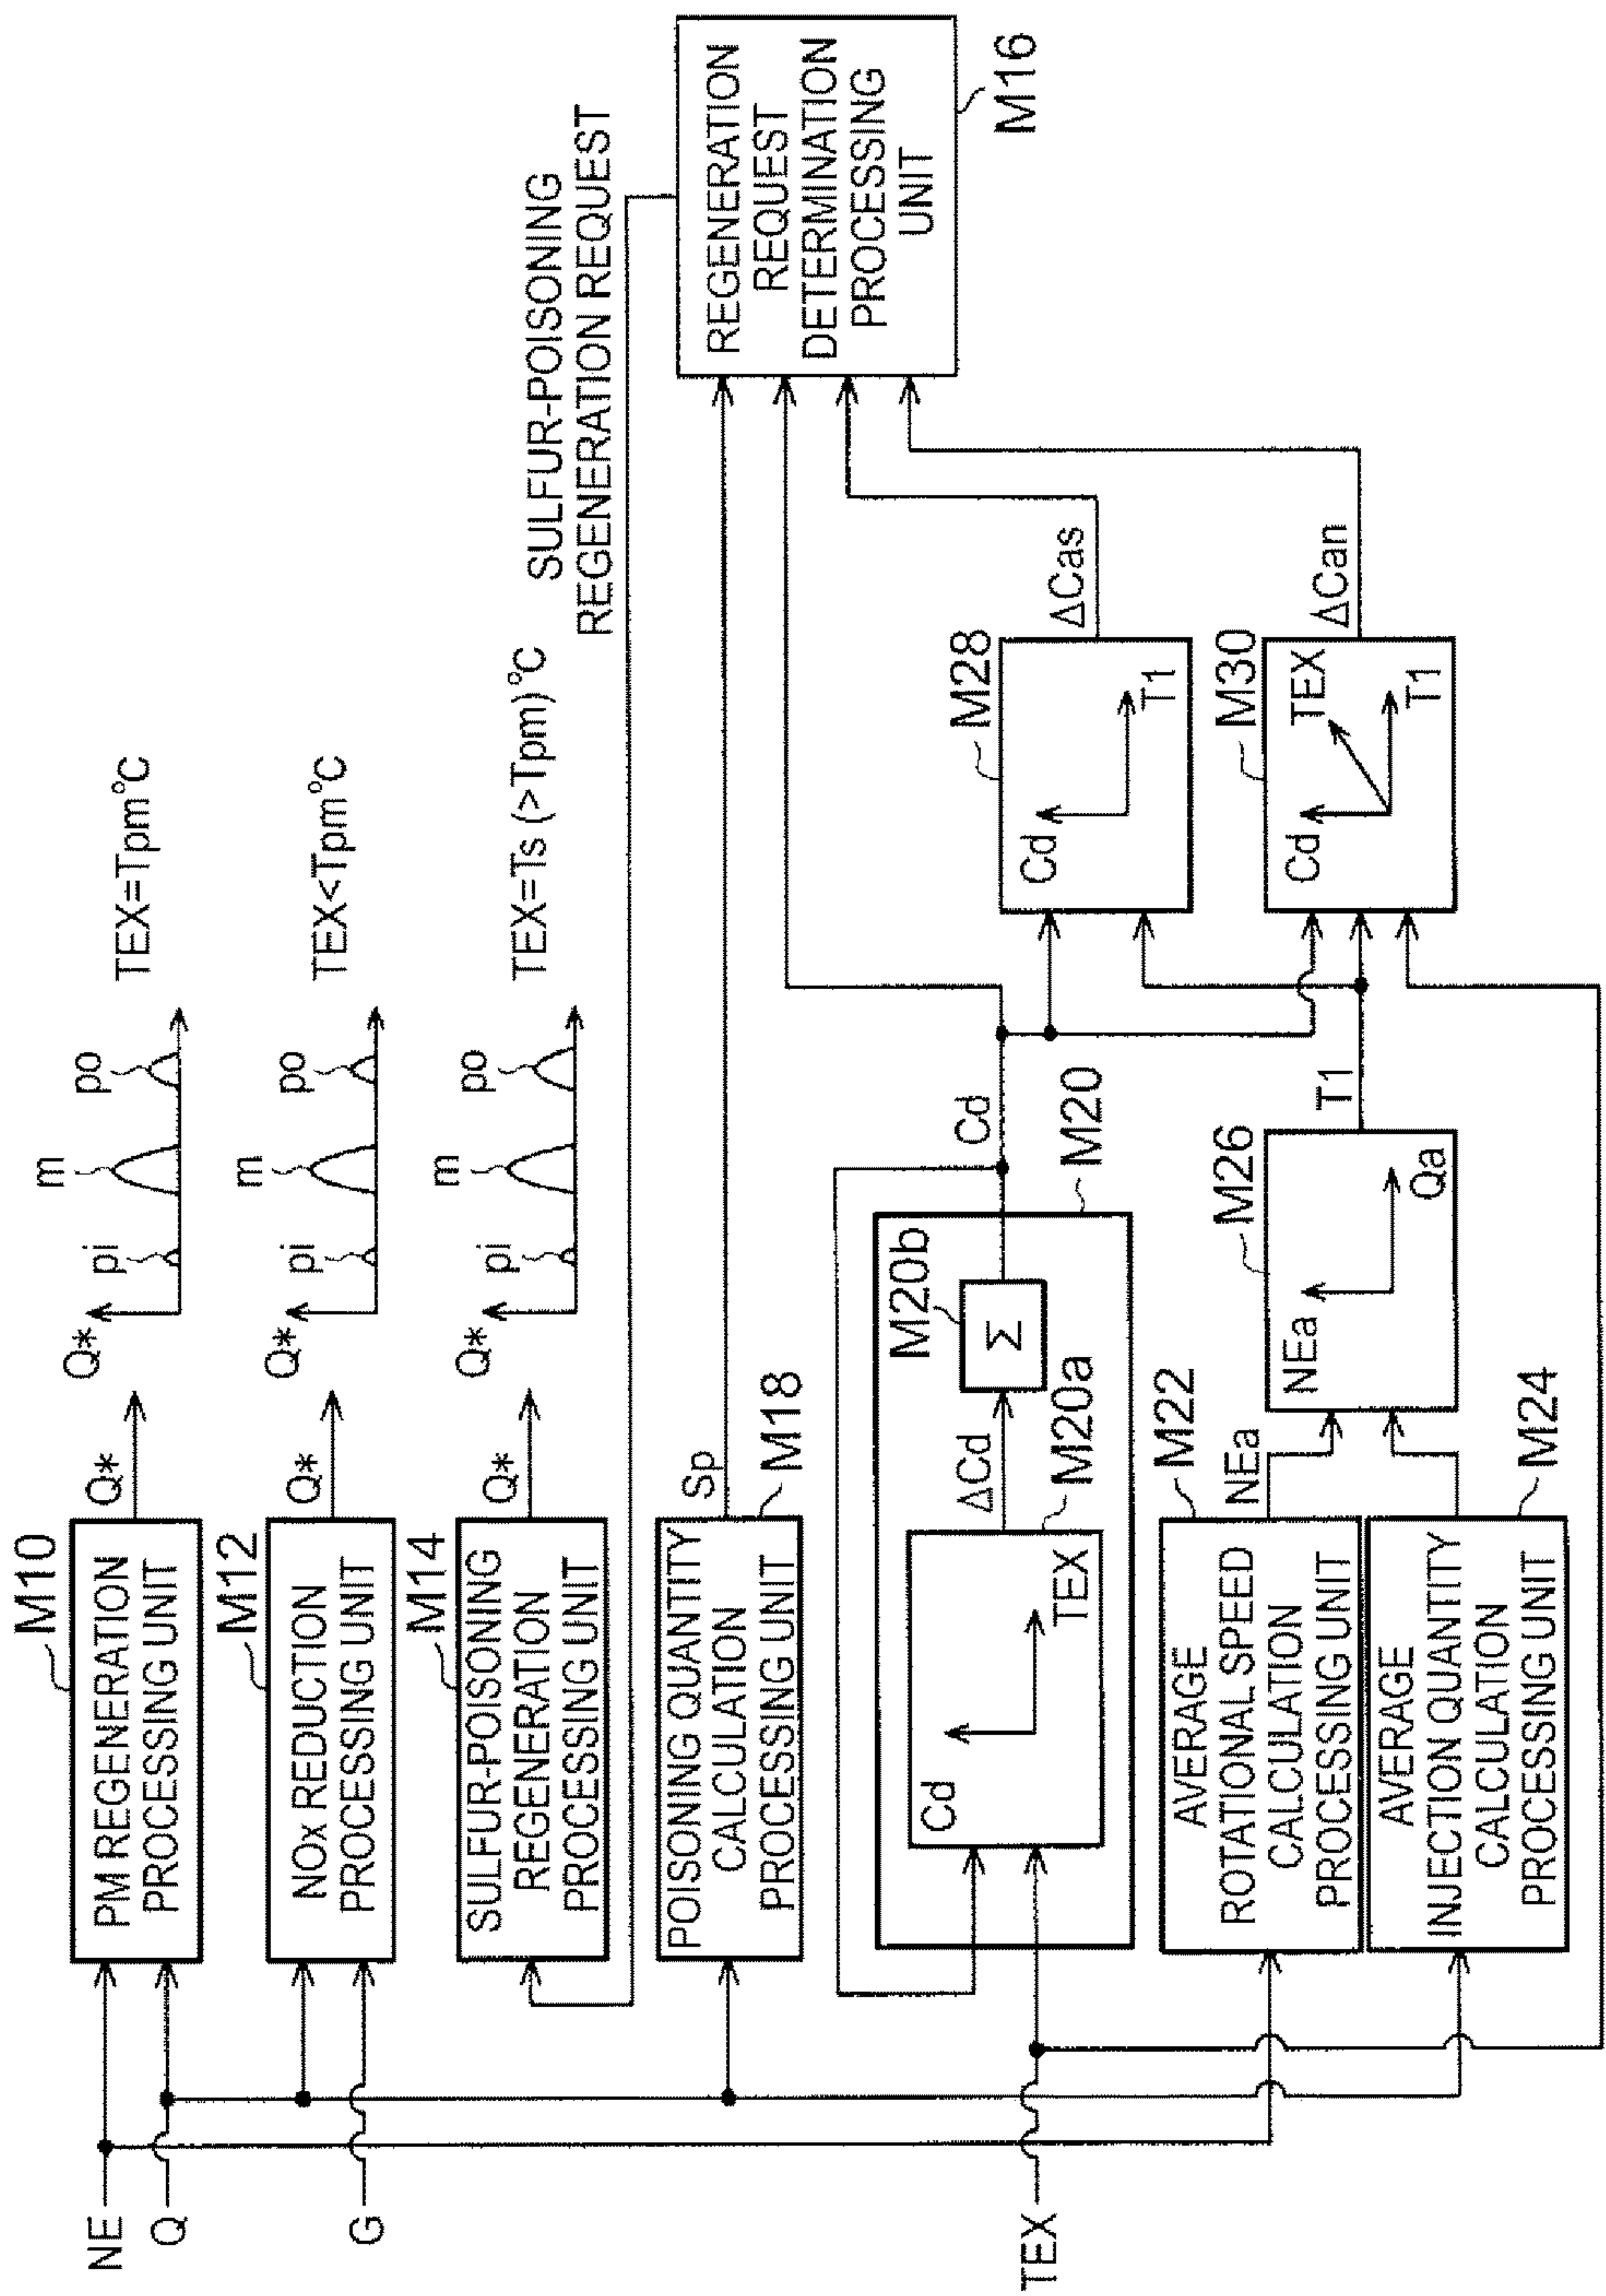 NE
Q
G
TEX
M10
PM REGENERATION
PROCESSING UNIT
Q*
Q*
pi
m
po
TEX=Tpm°C
M12
NOx REDUCTION
PROCESSING UNIT
Q*
Q*
pi
m
po
TEX<Tpm°C
M14
SULFUR-POISONING
REGENERATION
PROCESSING UNIT
Q*
Q*
pi
m
po
TEX=Ts (>Tpm)°C
SULFUR-POISONING
REGENERATION REQUEST
POISONING QUANTITY
CALCULATION
PROCESSING UNIT
M18
Sp
REGENERATION
REQUEST
DETERMINATION
PROCESSING
UNIT
M16
Cd
TEX
M20a
ΔCd
M20b
Σ
M20
Cd
M22
AVERAGE
ROTATIONAL SPEED
CALCULATION
PROCESSING UNIT
NEa
AVERAGE
INJECTION QUANTITY
CALCULATION
PROCESSING UNIT
M24
M26
NEa
Qa
T1
M28
Cd
T1
ΔCas
M30
Cd
TEX
T1
ΔCan